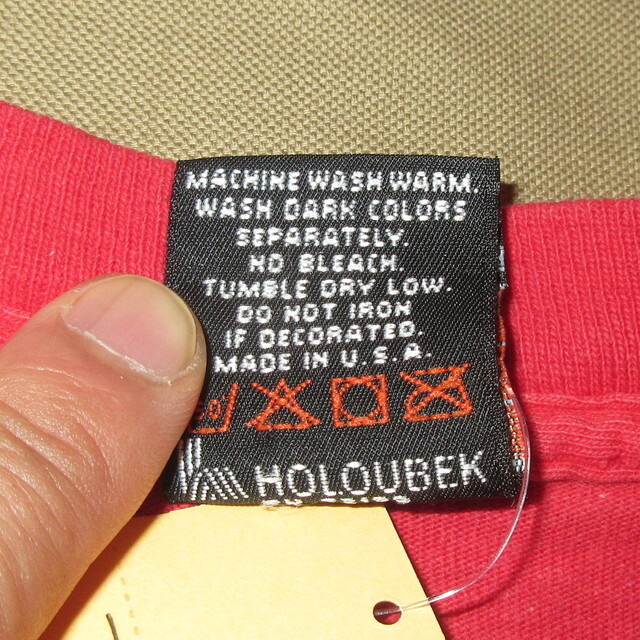 MACHINE WASH WARM.
WASH DARK COLORS
SEPARATELY.
NO BLEACH.
TUMBLE DRY LOW.
DO NOT IRON
IF DECORATED.
MADE IN U.S.A.
HOLOUBEK